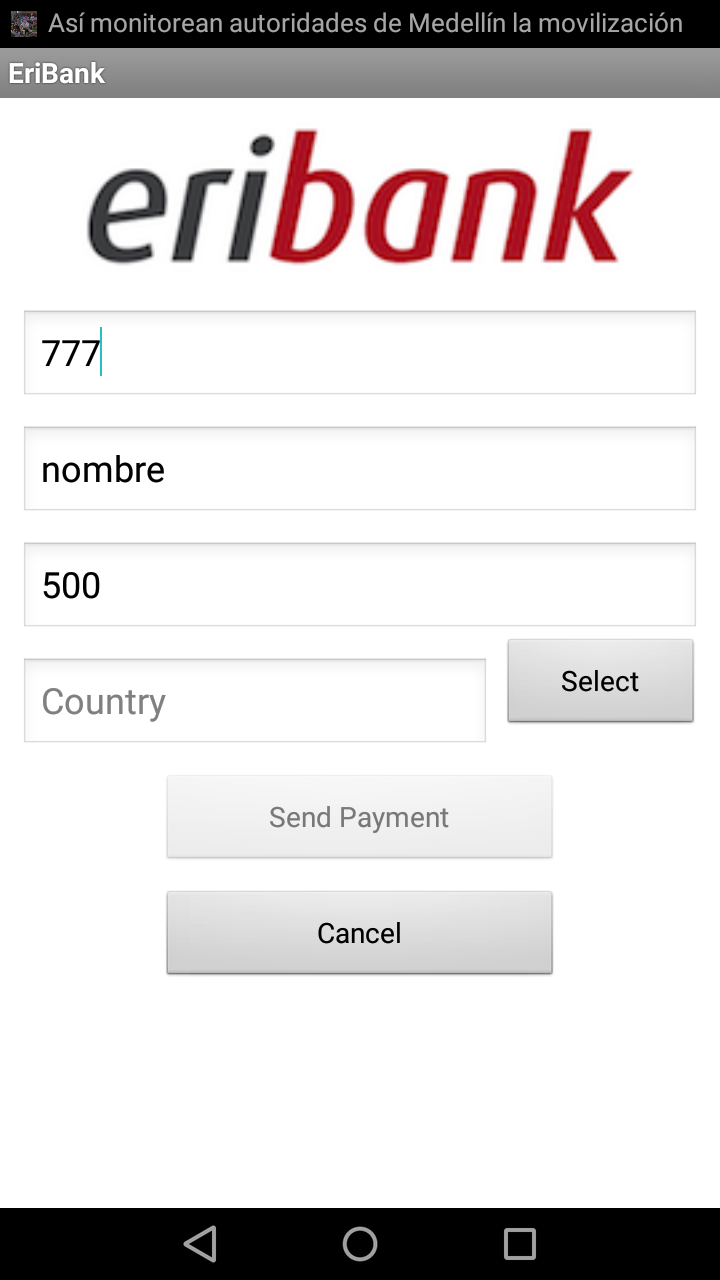 Así monitorean autoridades de Medellín la movilización
EriBank
eribank
777
nombre
500
Country
Select
Send Payment
Cancel